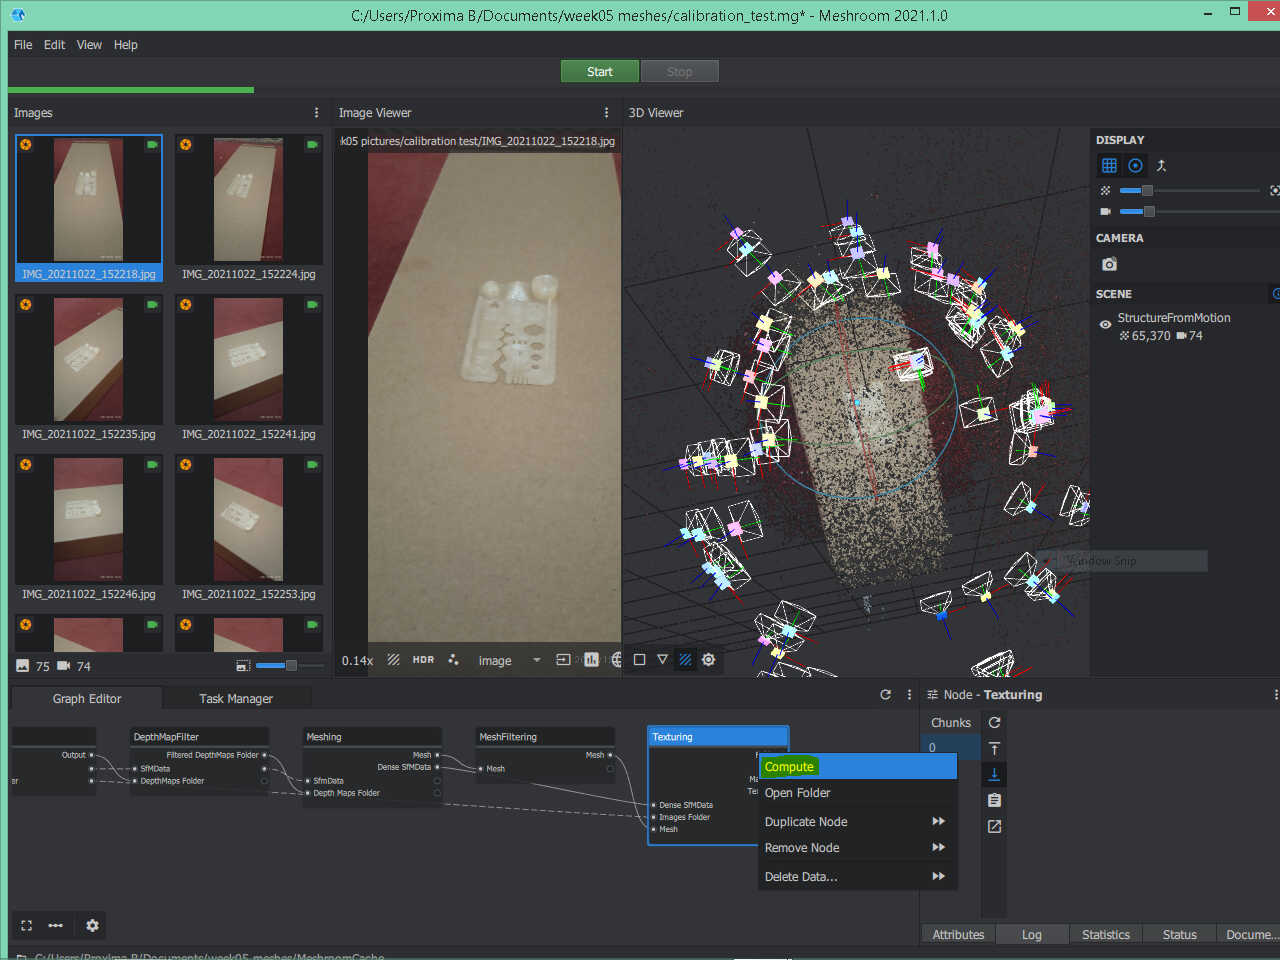 C:/Users/Proxima B/Documents/week05 meshes/calibration_test.mg* - Meshroom 2021.1.0
File Edit View Help
Start Stop
Images
Image Viewer
3D Viewer
k05 pictures/calibration test/IMG_20211022_152218.jpg
DISPLAY
CAMERA
SCENE
StructureFromMotion
65,370 74
IMG_20211022_152218.jpg IMG_20211022_152224.jpg
IMG_20211022_152235.jpg IMG_20211022_152241.jpg
IMG_20211022_152246.jpg IMG_20211022_152253.jpg
Window Snip
75 74
0.14x HDR image
Graph Editor Task Manager
Node - Texturing
Chunks
0
Output
DepthMapFilter
Filtered DepthMaps Folder
SfMData
DepthMaps Folder
Meshing
Mesh
Dense SfMData
SfmData
Depth Maps Folder
MeshFiltering
Mesh
Mesh
Texturing
Dense SfMData
Images Folder
Mesh
Compute
Open Folder
Duplicate Node
Remove Node
Delete Data...
Attributes Log Statistics Status Docume...
C:/Users/Proxima B/Documents/week05 meshes/MeshroomCache